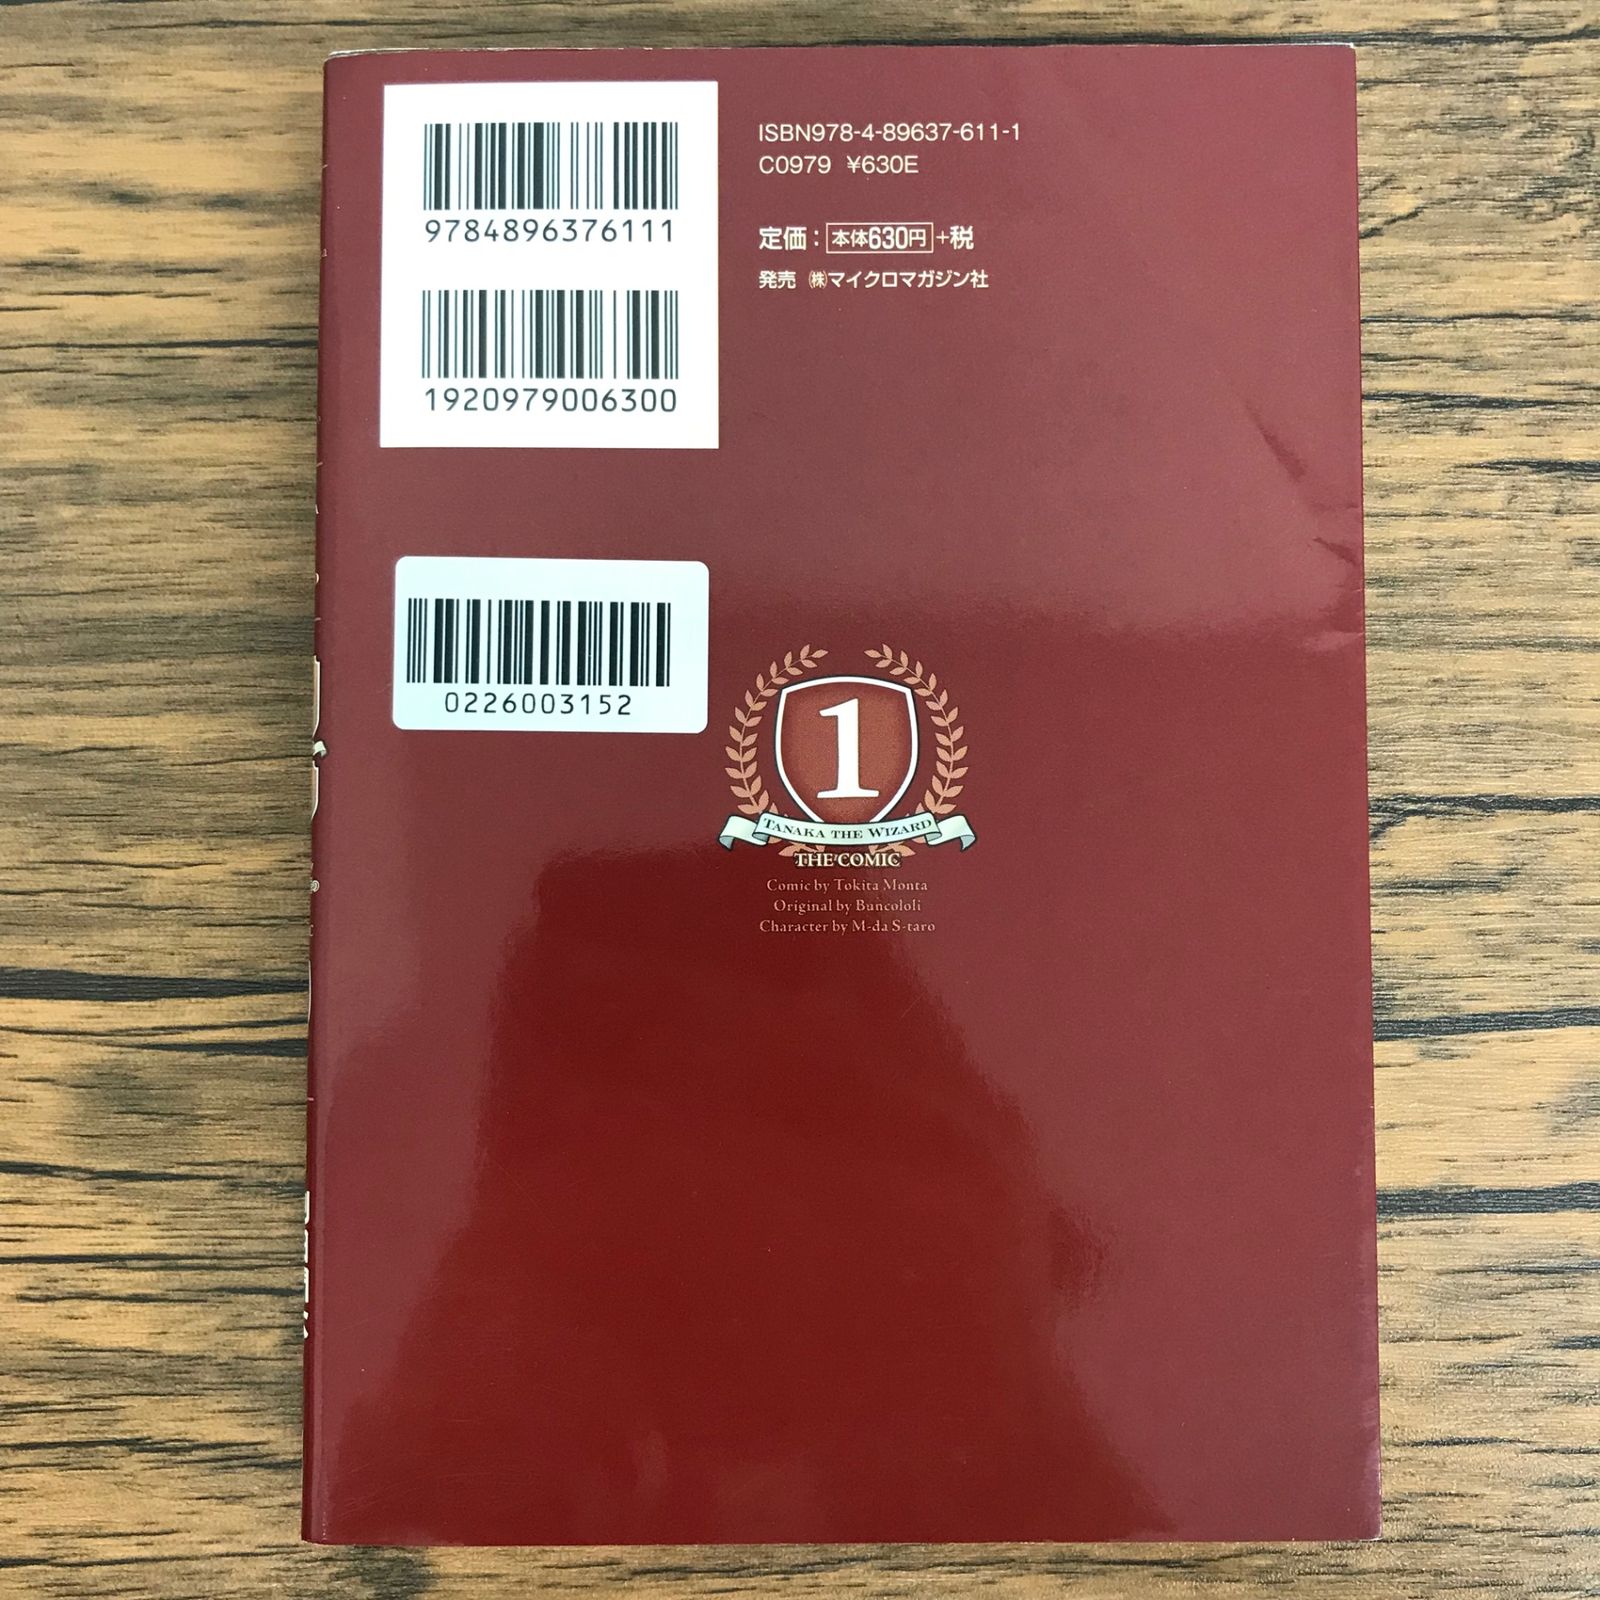 9784896376111
1920979006300
ISBN978-4-89637-611-1
C0979 ¥630E
定価：本体630円+税
発売 ㈱マイクロマガジン社
0226003152
1
TANAKA THE WIZARD
THE COMIC
Comic by Tokita Monta
Original by Buncololi
Character by M-da S-taro